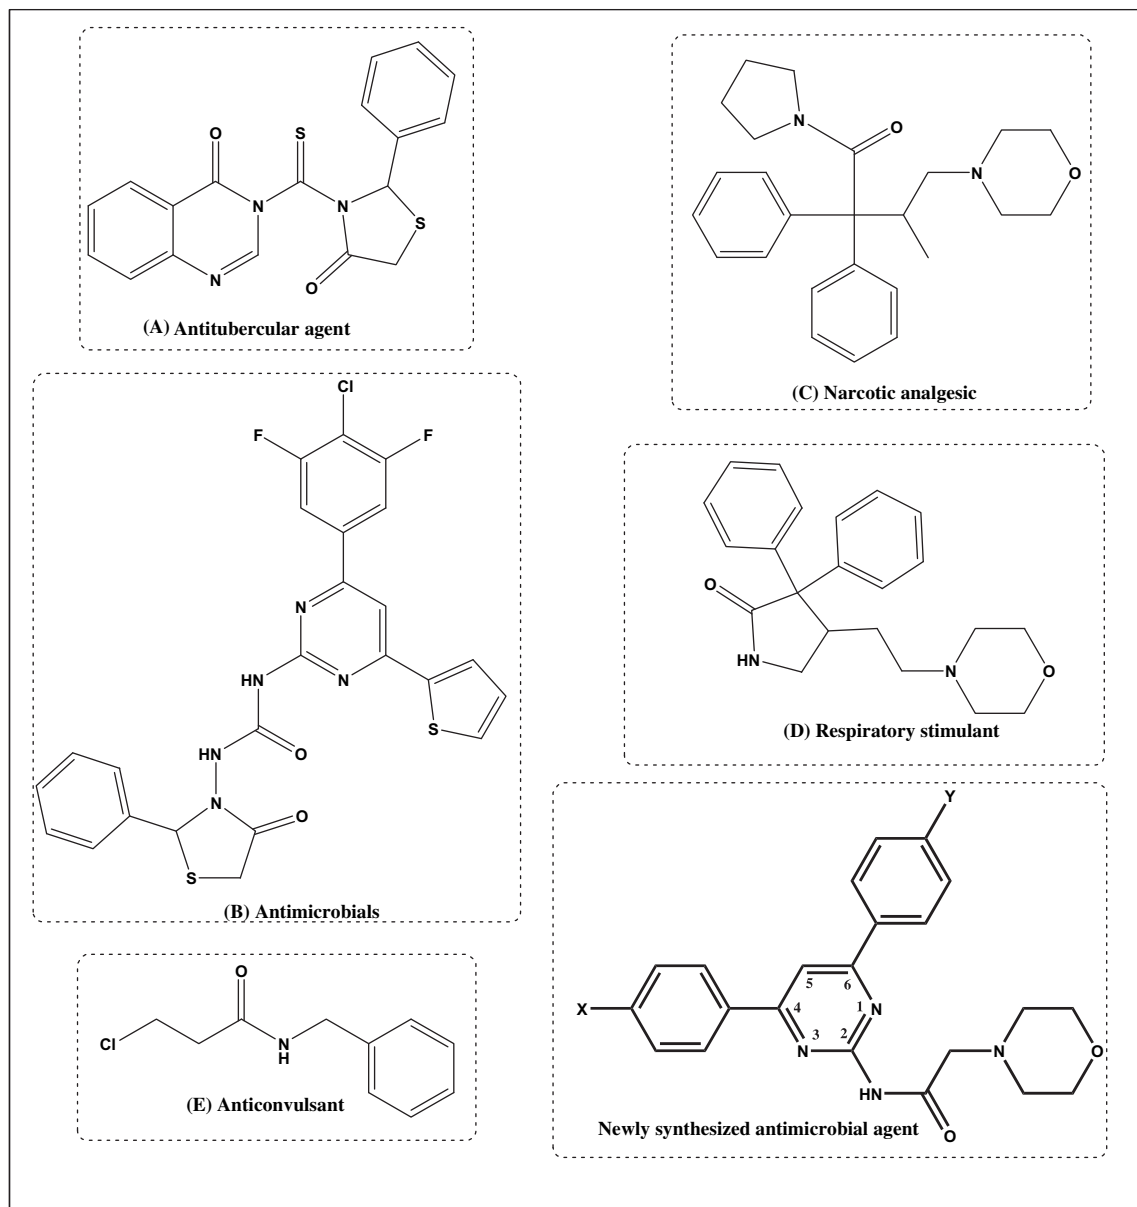 O
S
N
N
N
S
O
(A) Antitubercular agent
N
O
N
O
(C) Narcotic analgesic
Cl
F
F
N
N
HN
S
HN
O
N
O
S
(B) Antimicrobials
O
HN
N
O
(D) Respiratory stimulant
O
Cl
N
H
(E) Anticonvulsant
Y
X
5
6
4
1
N
N
3
2
HN
O
N
O
Newly synthesized antimicrobial agent